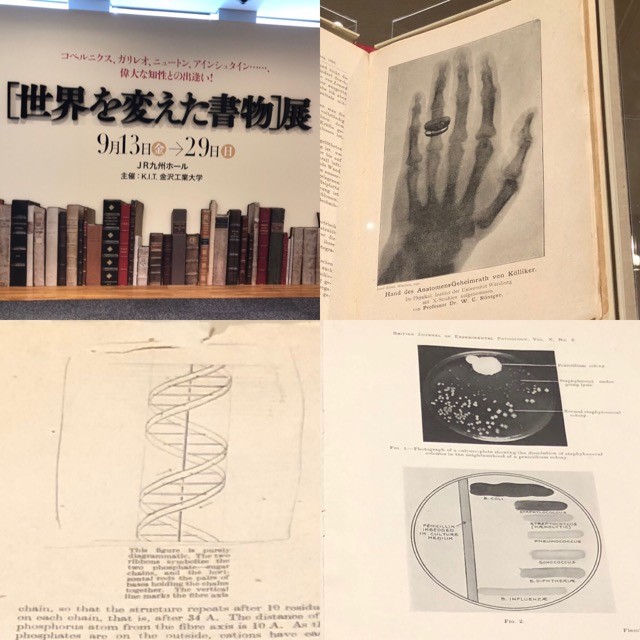 コペルニクス、ガリレオ、ニュートン、アインシュタイン……、
偉大な知性との出逢い!
[世界を変えた書物]展
9月13日金→29日日
JR九州ホール
主催:K.I.T. 金沢工業大学
Hand des Anatomen Geheimrath von Kölliker.
Im Physikal. Institut der Universität Würzburg
mit X-Strahlen aufgenommen
von Professor Dr. W. C. Röntgen.
This figure is purely
diagrammatic. The two
ribbons symbolize the
two phosphate—sugar
chains, and the hori-
zontal rods the pairs of
bases holding the chains
together. The vertical
line marks the fibre axis
chain, so that the structure repeats after 10 residu
on each chain, that is, after 34 A. The distance of
phosphorus atom from the fibre axis is 10 A. As th
phosphates are on the outside, cations have eas
British Journal of Experimental Pathology, Vol. X, No. 3.
Penicillium colony.
Staphylococci under-
going lysis.
Normal staphylococcal
colony.
Fig. 1.—Photograph of a culture-plate showing the dissolution of staphylococcal
colonies in the neighbourhood of a penicillium colony.
PENICILLIN
IMBEDDED
IN CULTURE
MEDIUM
B. COLI
STAPHYLOCOCCUS
STREPTOCOCCUS
(HÆMOLYTIC)
PNEUMOCOCCUS
GONOCOCCUS
B. DIPHTHERIÆ
B. INFLUENZÆ
Fig. 2.